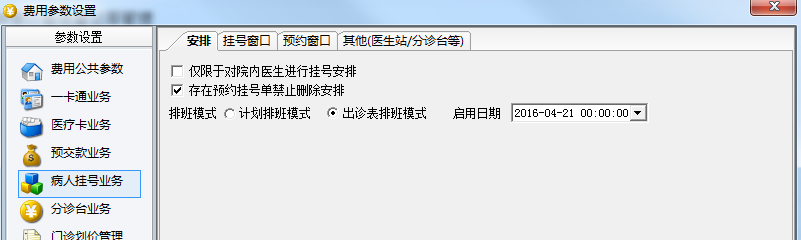 费用参数设置
参数设置
费用公共参数
一卡通业务
医疗卡业务
预交款业务
病人挂号业务
分诊台业务
门诊划价管理
安排 挂号窗口 预约窗口 其他(医生站/分诊台等)
仅限于对院内医生进行挂号安排
存在预约挂号单禁止删除安排
排班模式 计划排班模式 出诊表排班模式 启用日期 2016-04-21 00:00:00